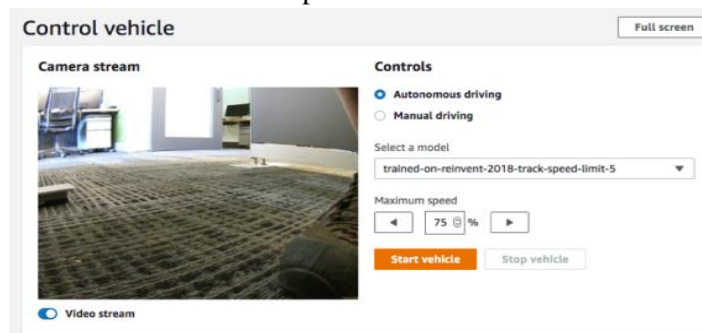 Control vehicle
Full screen
Camera stream
Video stream
Controls
Autonomous driving
Manual driving
Select a model
trained-on-reinvent-2018-track-speed-limit-5
Maximum speed
75 %
Start vehicle Stop vehicle